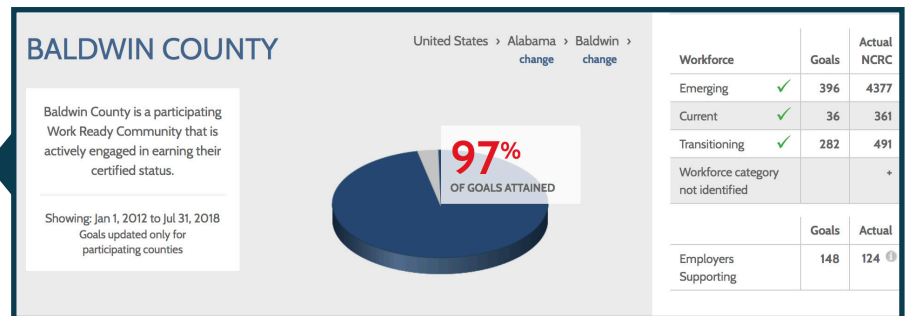 BALDWIN COUNTY
United States › Alabama › Baldwin ›
change change
Baldwin County is a participating
Work Ready Community that is
actively engaged in earning their
certified status.
Showing: Jan 1, 2012 to Jul 31, 2018
Goals updated only for
participating counties
97%
OF GOALS ATTAINED
Workforce Goals Actual NCRC
Emerging ✓ 396 4377
Current ✓ 36 361
Transitioning ✓ 282 491
Workforce category
not identified +
Goals Actual
Employers
Supporting 148 124 i